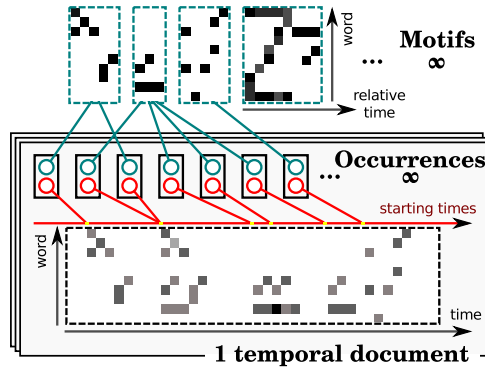 word
Motifs
...
∞
relative
time
Occurrences
...
∞
starting times
word
time
1 temporal document